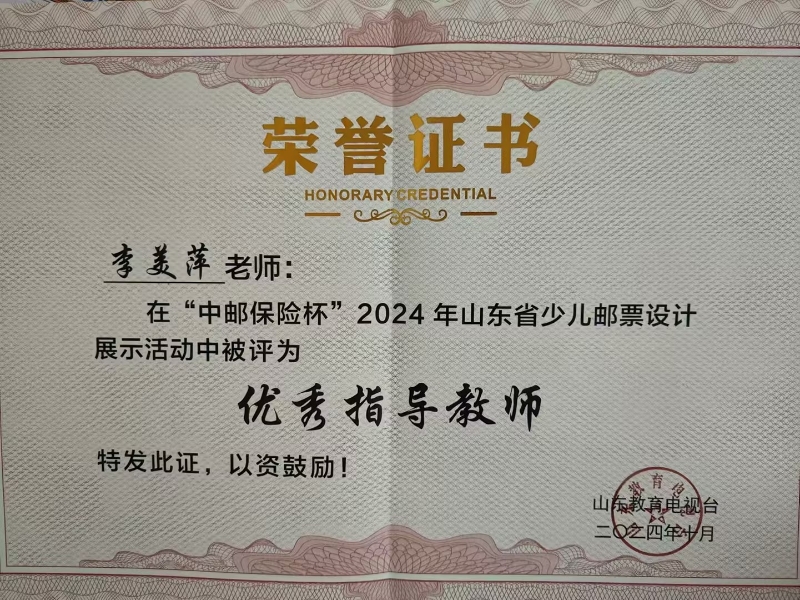 荣誉证书
HONORARY CREDENTIAL
李美萍老师：
在“中邮保险杯”2024年山东省少儿邮票设计
展示活动中被评为
优秀指导教师
特发此证，以资鼓励！
山东教育电视台
二〇二四年十月